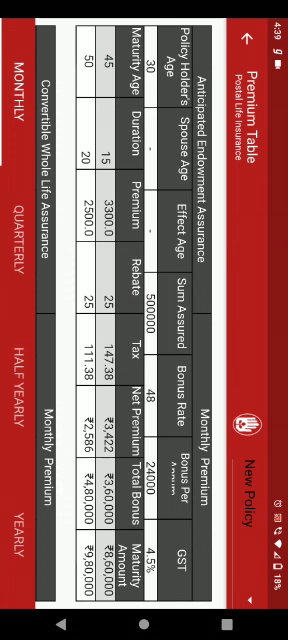 4:39 g 18%
Premium Table
Postal Life Insurance
New Policy
Anticipated Endowment Assurance Monthly Premium
Policy Holder's Age Spouse Age Effect Age Sum Assured Bonus Rate Bonus Per Annum GST
30 - - 500000 48 24000 4.5%
Maturity Age Duration Premium Rebate Tax Net Premium Total Bonus Maturity Amount
45 15 3300.0 25 147.38 ₹3,422 ₹3,60,000 ₹8,60,000
50 20 2500.0 25 111.38 ₹2,586 ₹4,80,000 ₹9,80,000
Convertible Whole Life Assurance Monthly Premium
MONTHLY QUARTERLY HALF YEARLY YEARLY